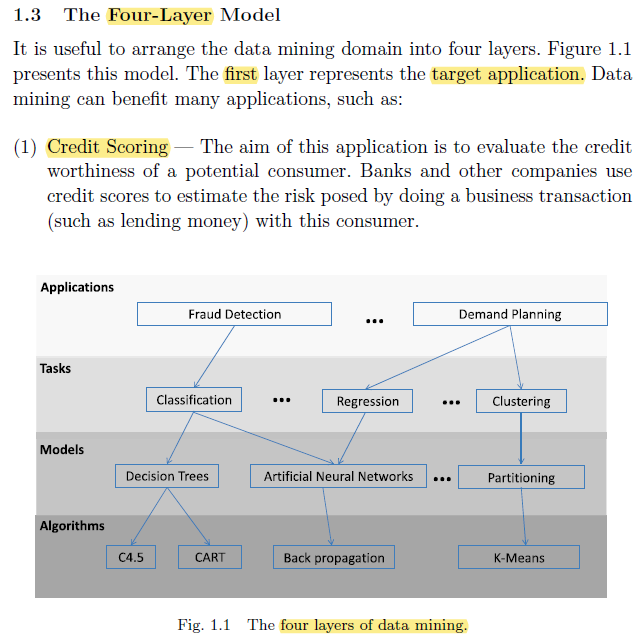 1.3 The Four-Layer Model
It is useful to arrange the data mining domain into four layers. Figure 1.1
presents this model. The first layer represents the target application. Data
mining can benefit many applications, such as:
(1) Credit Scoring — The aim of this application is to evaluate the credit
worthiness of a potential consumer. Banks and other companies use
credit scores to estimate the risk posed by doing a business transaction
(such as lending money) with this consumer.
Applications
Fraud Detection ... Demand Planning
Tasks
Classification ... Regression ... Clustering
Models
Decision Trees Artificial Neural Networks ... Partitioning
Algorithms
C4.5 CART Back propagation K-Means
Fig. 1.1 The four layers of data mining.